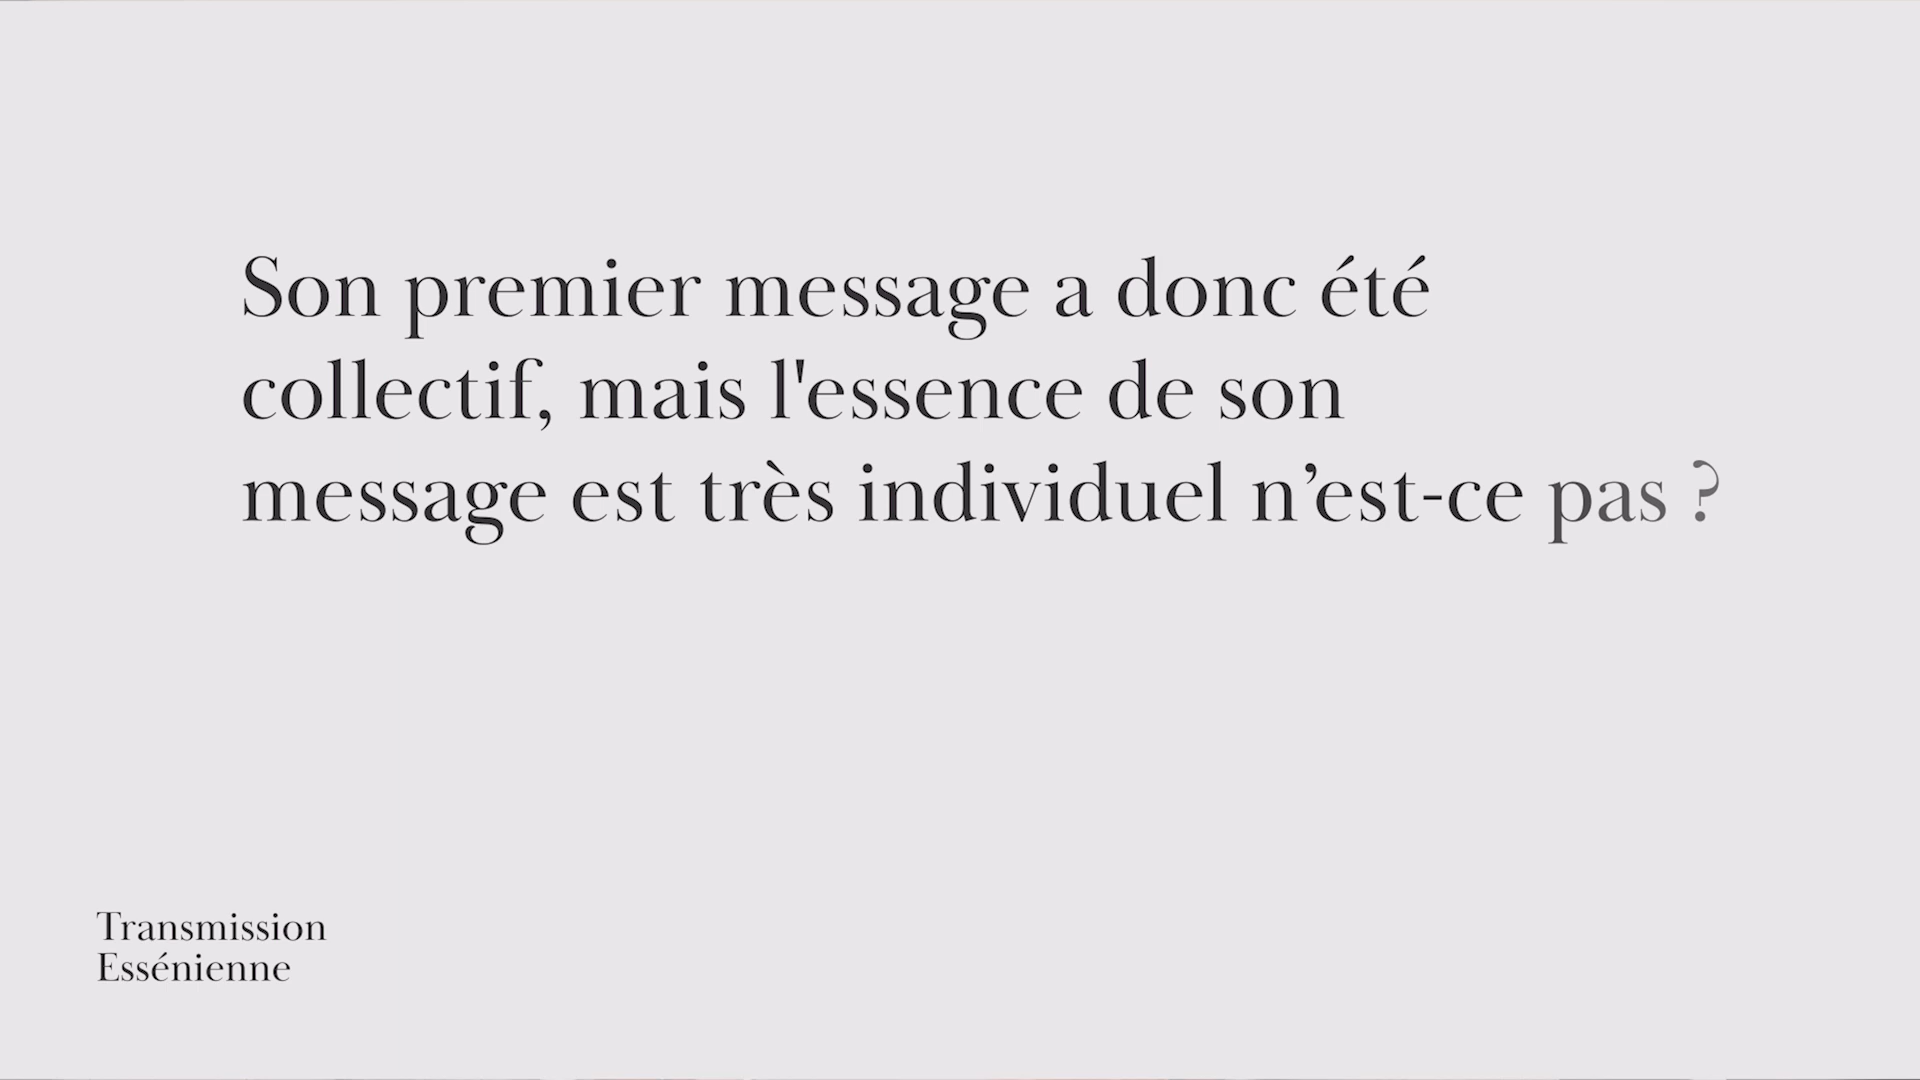 Son premier message a donc été
collectif, mais l'essence de son
message est très individuel n’est-ce pas ?
Transmission
Essénienne